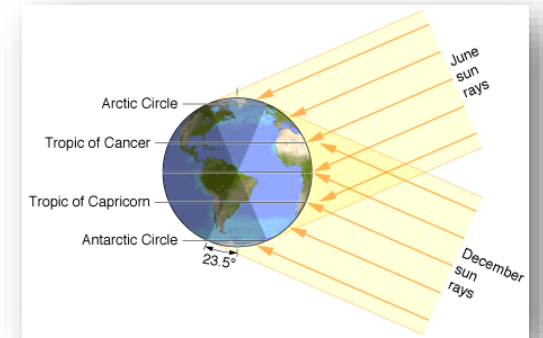 June
sun
rays
Arctic Circle
Tropic of Cancer
Tropic of Capricorn
Antarctic Circle
23.5°
December
sun
rays